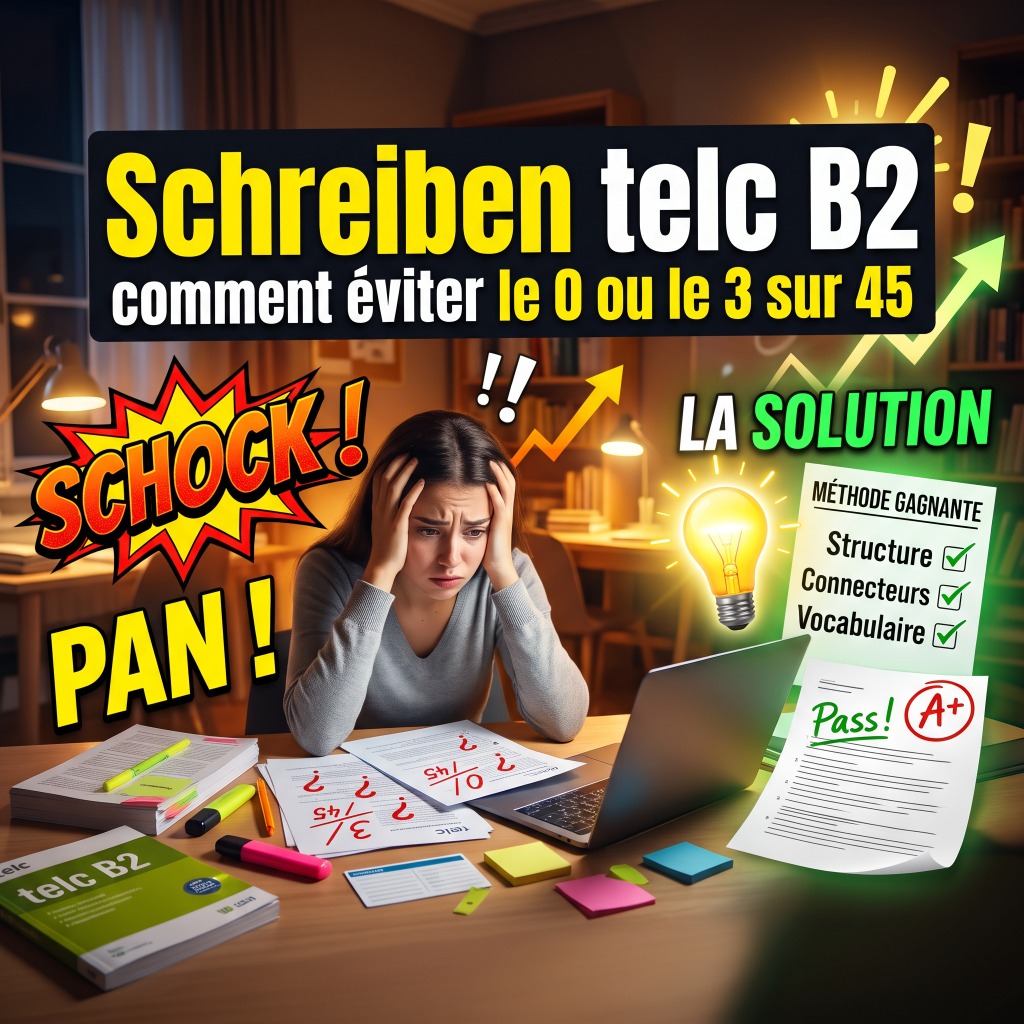 Schreiben telc B2
comment éviter le 0 ou le 3 sur 45
!
!!
SCHOCK !
PAN !
LA SOLUTION
MÉTHODE GAGNANTE
Structure
Connecteurs
Vocabulaire
Pass!
A+
0/45
? ?
3/45
? ? ?
telc
telc
telc B2